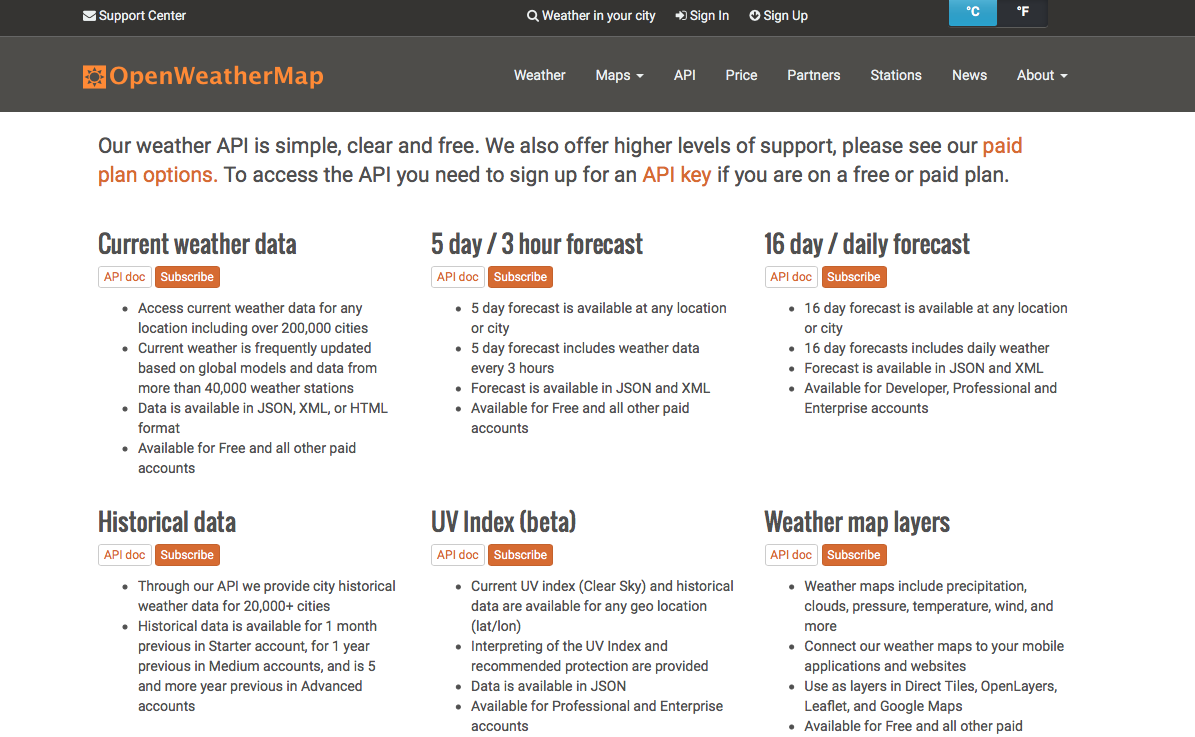 Support Center
Weather in your city
Sign In
Sign Up
°C
°F
OpenWeatherMap
Weather
Maps
API
Price
Partners
Stations
News
About
Our weather API is simple, clear and free. We also offer higher levels of support, please see our paid
plan options. To access the API you need to sign up for an API key if you are on a free or paid plan.
Current weather data
API doc
Subscribe
Access current weather data for any
location including over 200,000 cities
Current weather is frequently updated
based on global models and data from
more than 40,000 weather stations
Data is available in JSON, XML, or HTML
format
Available for Free and all other paid
accounts
5 day / 3 hour forecast
API doc
Subscribe
5 day forecast is available at any location
or city
5 day forecast includes weather data
every 3 hours
Forecast is available in JSON and XML
Available for Free and all other paid
accounts
16 day / daily forecast
API doc
Subscribe
16 day forecast is available at any location
or city
16 day forecasts includes daily weather
Forecast is available in JSON and XML
Available for Developer, Professional and
Enterprise accounts
Historical data
API doc
Subscribe
Through our API we provide city historical
weather data for 20,000+ cities
Historical data is available for 1 month
previous in Starter account, for 1 year
previous in Medium accounts, and is 5
and more year previous in Advanced
accounts
UV Index (beta)
API doc
Subscribe
Current UV index (Clear Sky) and historical
data are available for any geo location
(lat/lon)
Interpreting of the UV Index and
recommended protection are provided
Data is available in JSON
Available for Professional and Enterprise
accounts
Weather map layers
API doc
Subscribe
Weather maps include precipitation,
clouds, pressure, temperature, wind, and
more
Connect our weather maps to your mobile
applications and websites
Use as layers in Direct Tiles, OpenLayers,
Leaflet, and Google Maps
Available for Free and all other paid